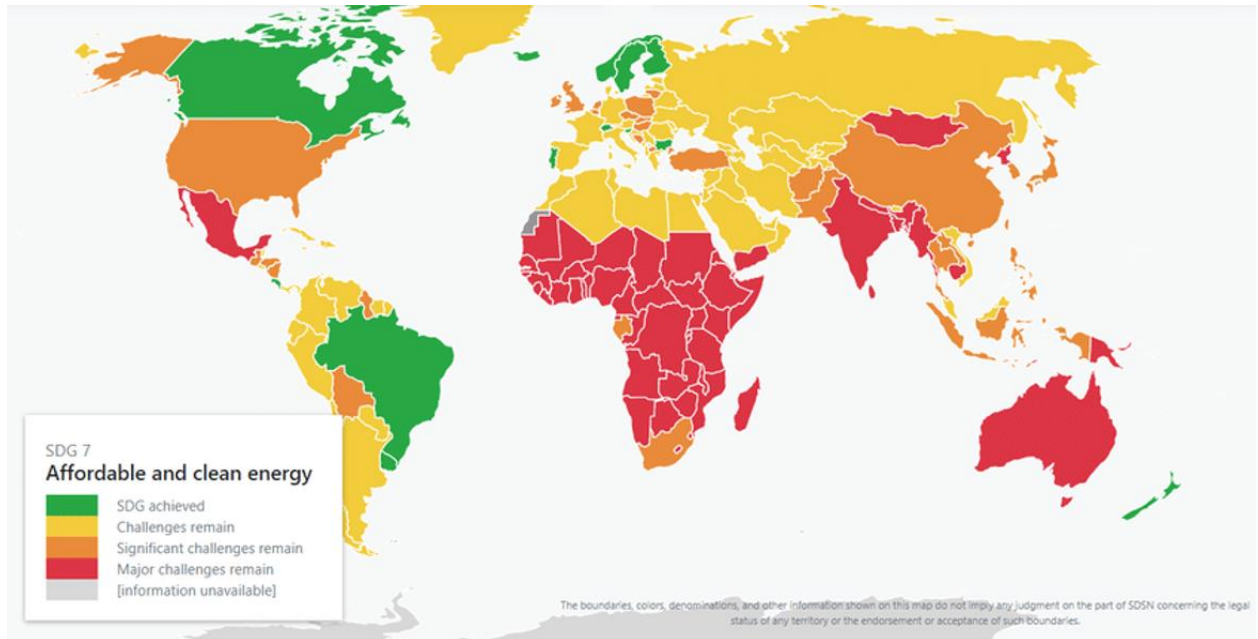 SDG 7
Affordable and clean energy
SDG achieved
Challenges remain
Significant challenges remain
Major challenges remain
[information unavailable]
The boundaries, colors, denominations, and other information shown on this map do not imply any judgment on the part of SDSN concerning the legal
status of any territory or the endorsement or acceptance of such boundaries.